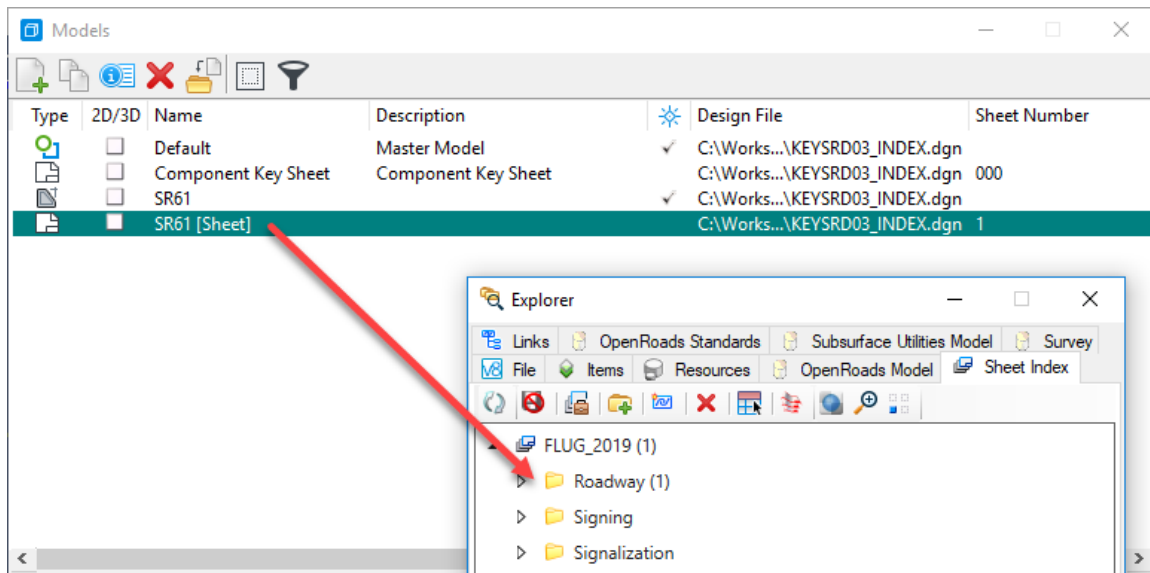 Models
Type 2D/3D Name Description Design File Sheet Number
Default Master Model C:\Works...\KEYSRD03_INDEX.dgn
Component Key Sheet Component Key Sheet C:\Works...\KEYSRD03_INDEX.dgn 000
SR61 C:\Works...\KEYSRD03_INDEX.dgn
SR61 [Sheet] C:\Works...\KEYSRD03_INDEX.dgn 1
Explorer
Links OpenRoads Standards Subsurface Utilities Model Survey
V8 File Items Resources OpenRoads Model Sheet Index
FLUG_2019 (1)
Roadway (1)
Signing
Signalization